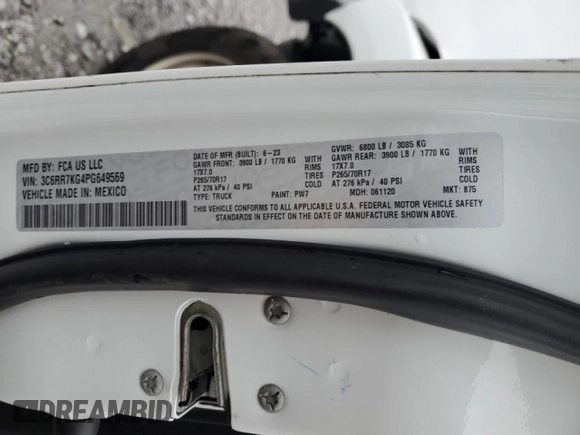 MFD BY: FCA US LLC
VIN: 3C6RR7KG4PG649569
VEHICLE MADE IN: MEXICO
DATE OF MFR (BUILT): 6-23
GAWR FRONT: 3900 LB / 1770 KG WITH
17X7.0 RIMS
P265/70R17 TIRES
AT 276 kPa / 40 PSI COLD
TYPE: TRUCK PAINT: PW7
GVWR: 6800 LB / 3085 KG
GAWR REAR: 3900 LB / 1770 KG WITH
17X7.0 RIMS
P265/70R17 TIRES
AT 276 kPa / 40 PSI COLD
MDH: 061120 MKT: 875
THIS VEHICLE CONFORMS TO ALL APPLICABLE U.S.A. FEDERAL MOTOR VEHICLE SAFETY
STANDARDS IN EFFECT ON THE DATE OF MANUFACTURE SHOWN ABOVE.
DREAMBID